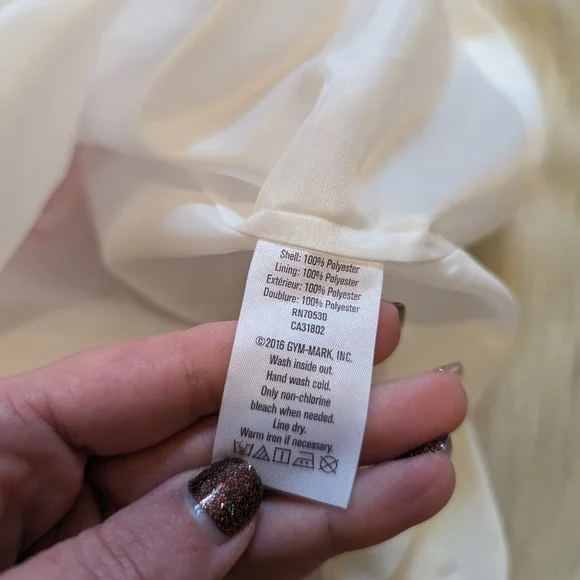 Shell: 100% Polyester
Lining: 100% Polyester
Extérieur: 100% Polyester
Doublure: 100% Polyester
RN70530
CA31802
©2016 GYM-MARK, INC.
Wash inside out.
Hand wash cold.
Only non-chlorine
bleach when needed.
Line dry.
Warm iron if necessary.